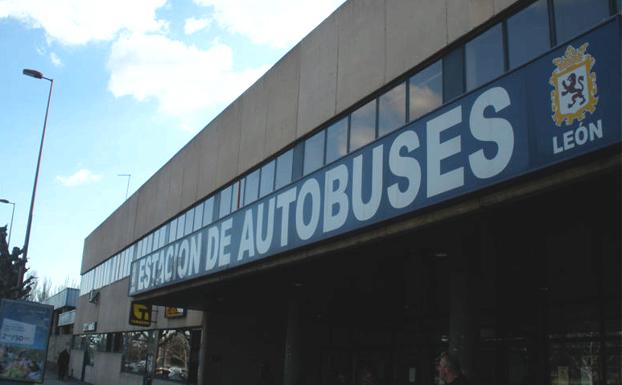 ESTACION DE AUTOBUSES
LEÓN